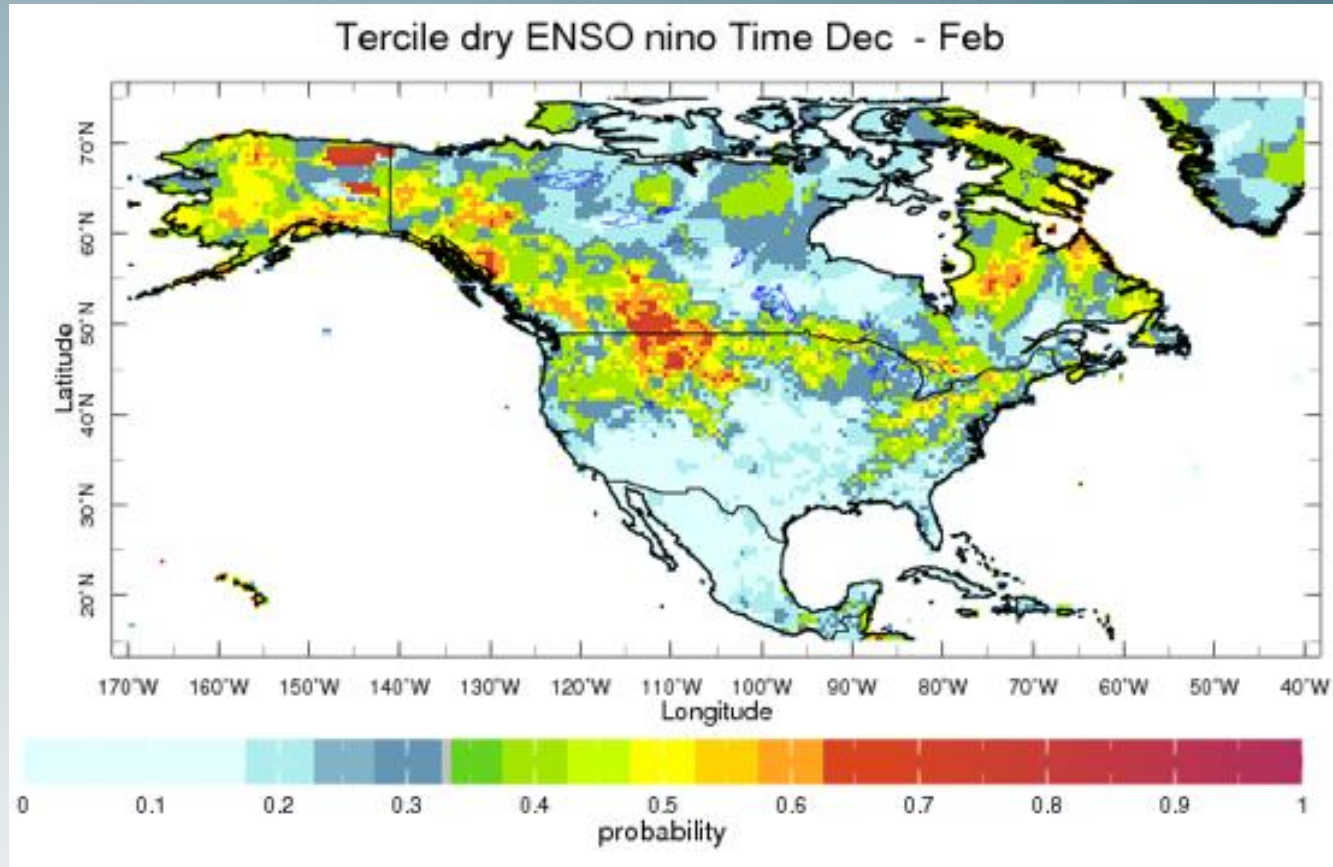 Tercile dry ENSO nino Time Dec - Feb
Latitude
70°N
60°N
50°N
40°N
30°N
20°N
170°W 160°W 150°W 140°W 130°W 120°W 110°W 100°W 90°W 80°W 70°W 60°W 50°W 40°W
Longitude
0 0.1 0.2 0.3 0.4 0.5 0.6 0.7 0.8 0.9 1
probability